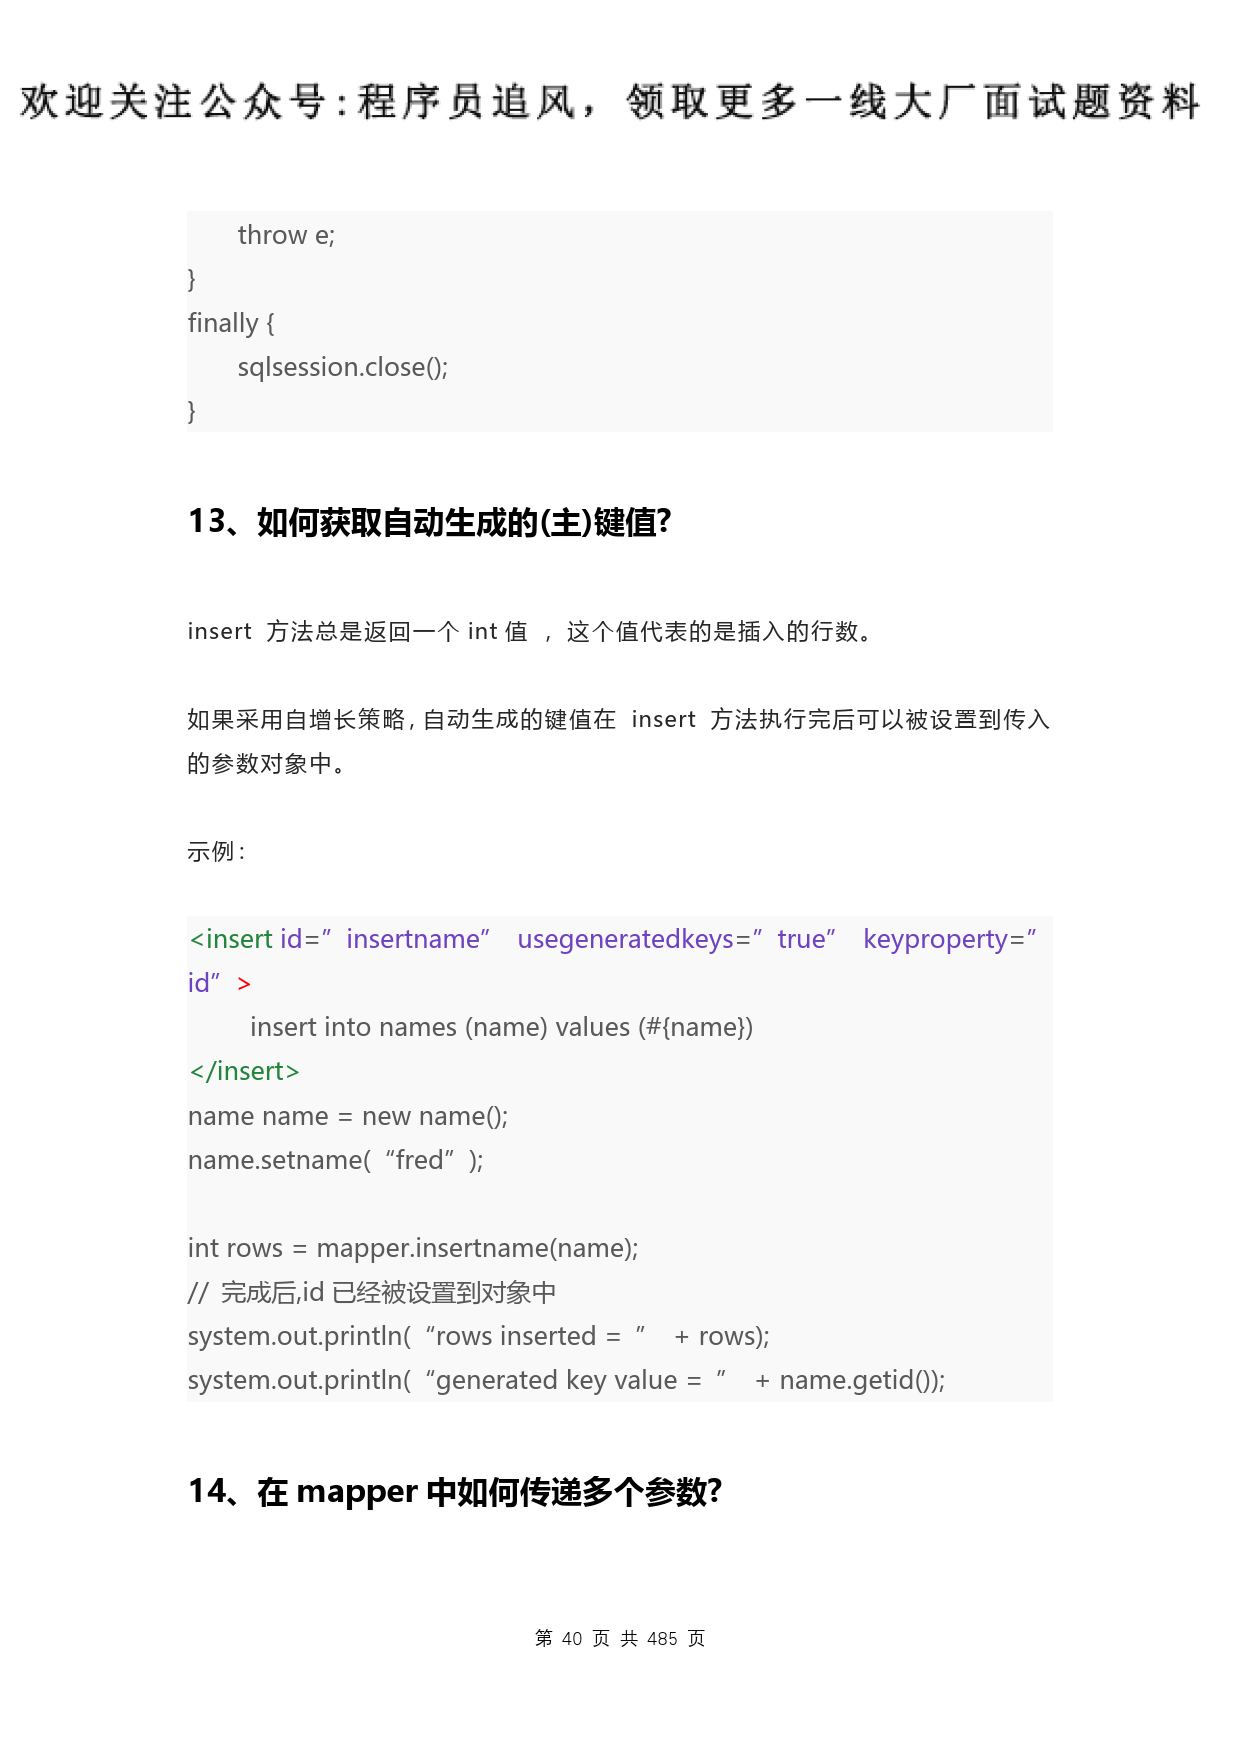 欢迎关注公众号:程序员追风，领取更多一线大厂面试题资料
throw e;
}
finally {
sqlsession.close();
}
13、如何获取自动生成的(主)键值?
insert 方法总是返回一个 int 值 ，这个值代表的是插入的行数。
如果采用自增长策略，自动生成的键值在 insert 方法执行完后可以被设置到传入
的参数对象中。
示例：
<insert id=” insertname” usegeneratedkeys=” true” keyproperty=”
id” >
insert into names (name) values (#{name})
</insert>
name name = new name();
name.setname( “fred” );
int rows = mapper.insertname(name);
// 完成后,id 已经被设置到对象中
system.out.println( “rows inserted = ” + rows);
system.out.println( “generated key value = ” + name.getid());
14、在 mapper 中如何传递多个参数?
第 40 页 共 485 页